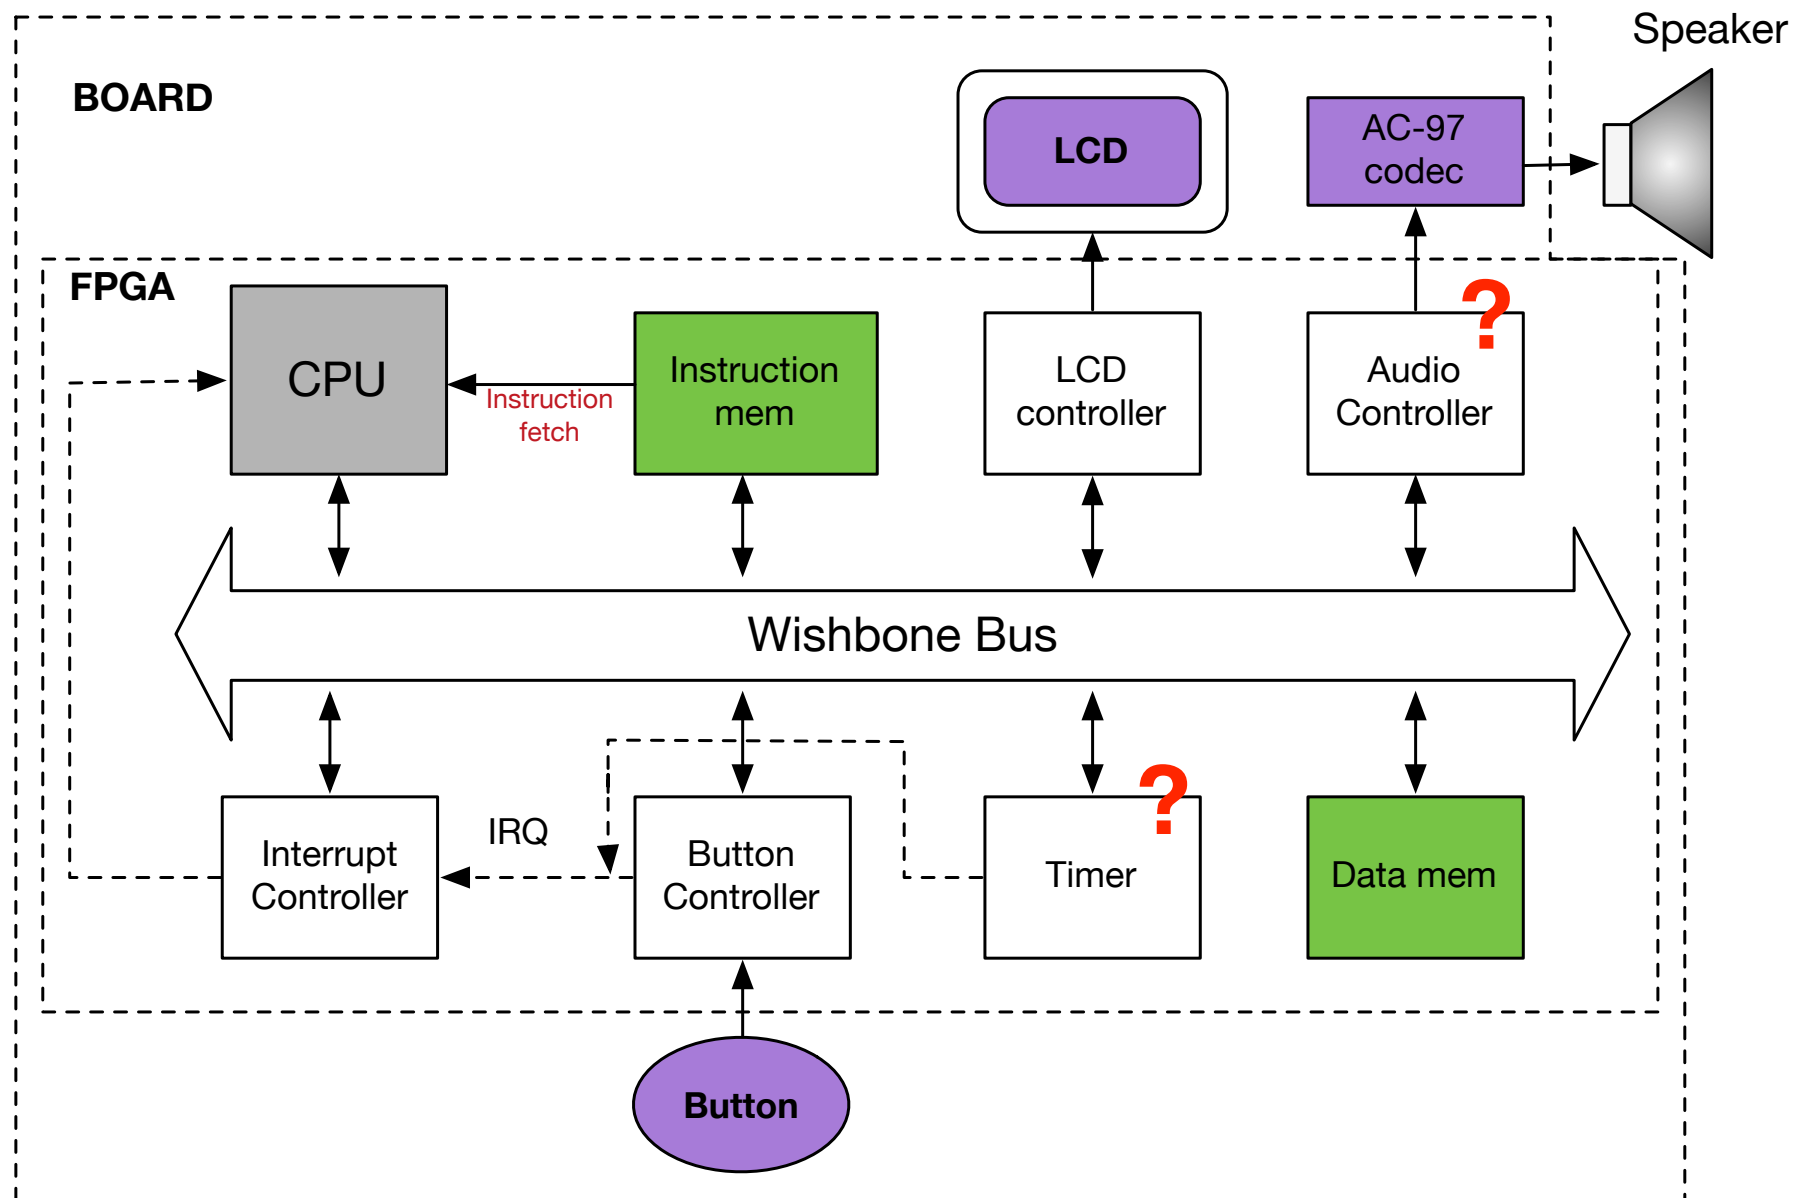 Speaker
BOARD
LCD
AC-97
codec
FPGA
CPU
Instruction
fetch
Instruction
mem
LCD
controller
?
Audio
Controller
Wishbone Bus
Interrupt
Controller
IRQ
Button
Controller
?
Timer
Data mem
Button